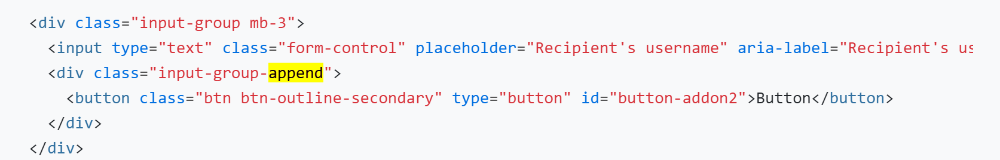 <div class="input-group mb-3">
<input type="text" class="form-control" placeholder="Recipient's username" aria-label="Recipient's us
<div class="input-group-append">
<button class="btn btn-outline-secondary" type="button" id="button-addon2">Button</button>
</div>
</div>